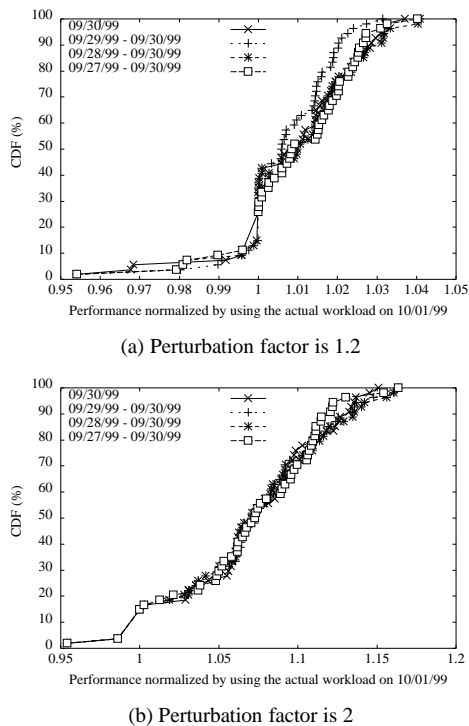 100
90
80
70
60
50
40
30
20
10
0
CDF (%)
09/30/99
09/29/99 - 09/30/99
09/28/99 - 09/30/99
09/27/99 - 09/30/99
0.95 0.96 0.97 0.98 0.99 1 1.01 1.02 1.03 1.04 1.05
Performance normalized by using the actual workload on 10/01/99
(a) Perturbation factor is 1.2
100
90
80
70
60
50
40
30
20
10
0
CDF (%)
09/30/99
09/29/99 - 09/30/99
09/28/99 - 09/30/99
09/27/99 - 09/30/99
0.95 1 1.05 1.1 1.15 1.2
Performance normalized by using the actual workload on 10/01/99
(b) Perturbation factor is 2